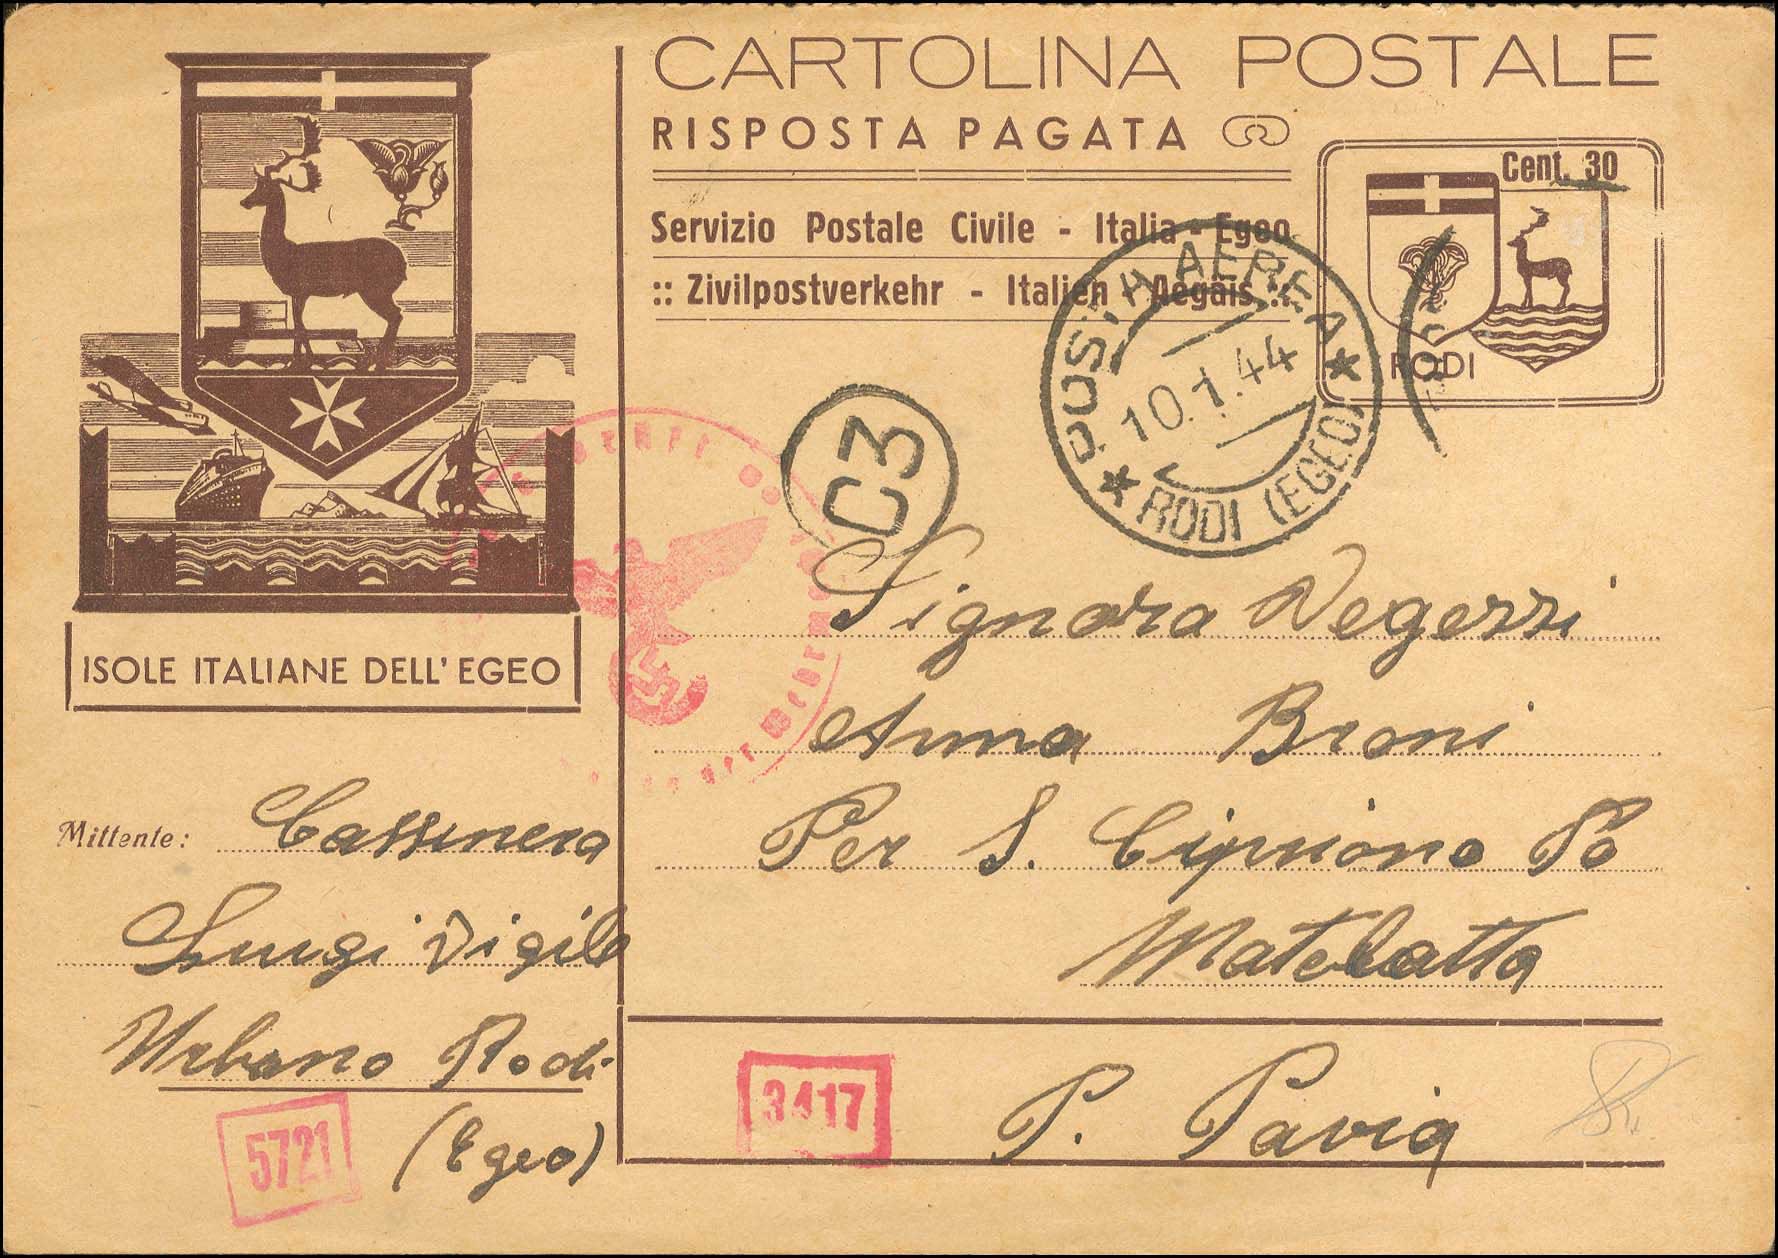 CARTOLINA POSTALE
RISPOSTA PAGATA
Servizio Postale Civile - Italia - Egeo
:: Zivilpostverkehr - Italien - Aegäis ::
Cent. 30
RODI
POSTA AEREA
10.1.44
RODI (EGEO)
C3
ISOLE ITALIANE DELL'EGEO
Signora Negerri
Anna Broni
Per S. Cipriano Po
P. Pavia
Mittente: Cassinera
Luigi Vigile
Urbano Rodi
(Egeo)
5721
3417